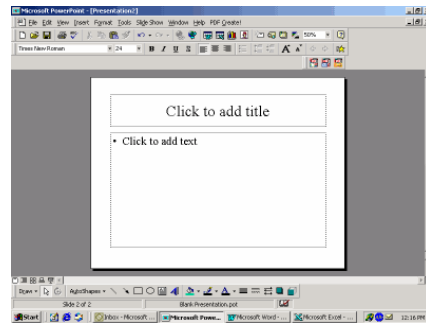 Microsoft PowerPoint - [Presentation2]
File Edit View Insert Format Tools Slide Show Window Help PDF Create!
50%
Times New Roman 24 B I U S
Click to add title
• Click to add text
Draw AutoShapes
Slide 2 of 2 Blank Presentation.pot
Start Inbox - Microsoft ... Microsoft Powe... Microsoft Word - ... Microsoft Excel - ... 12:16 PM